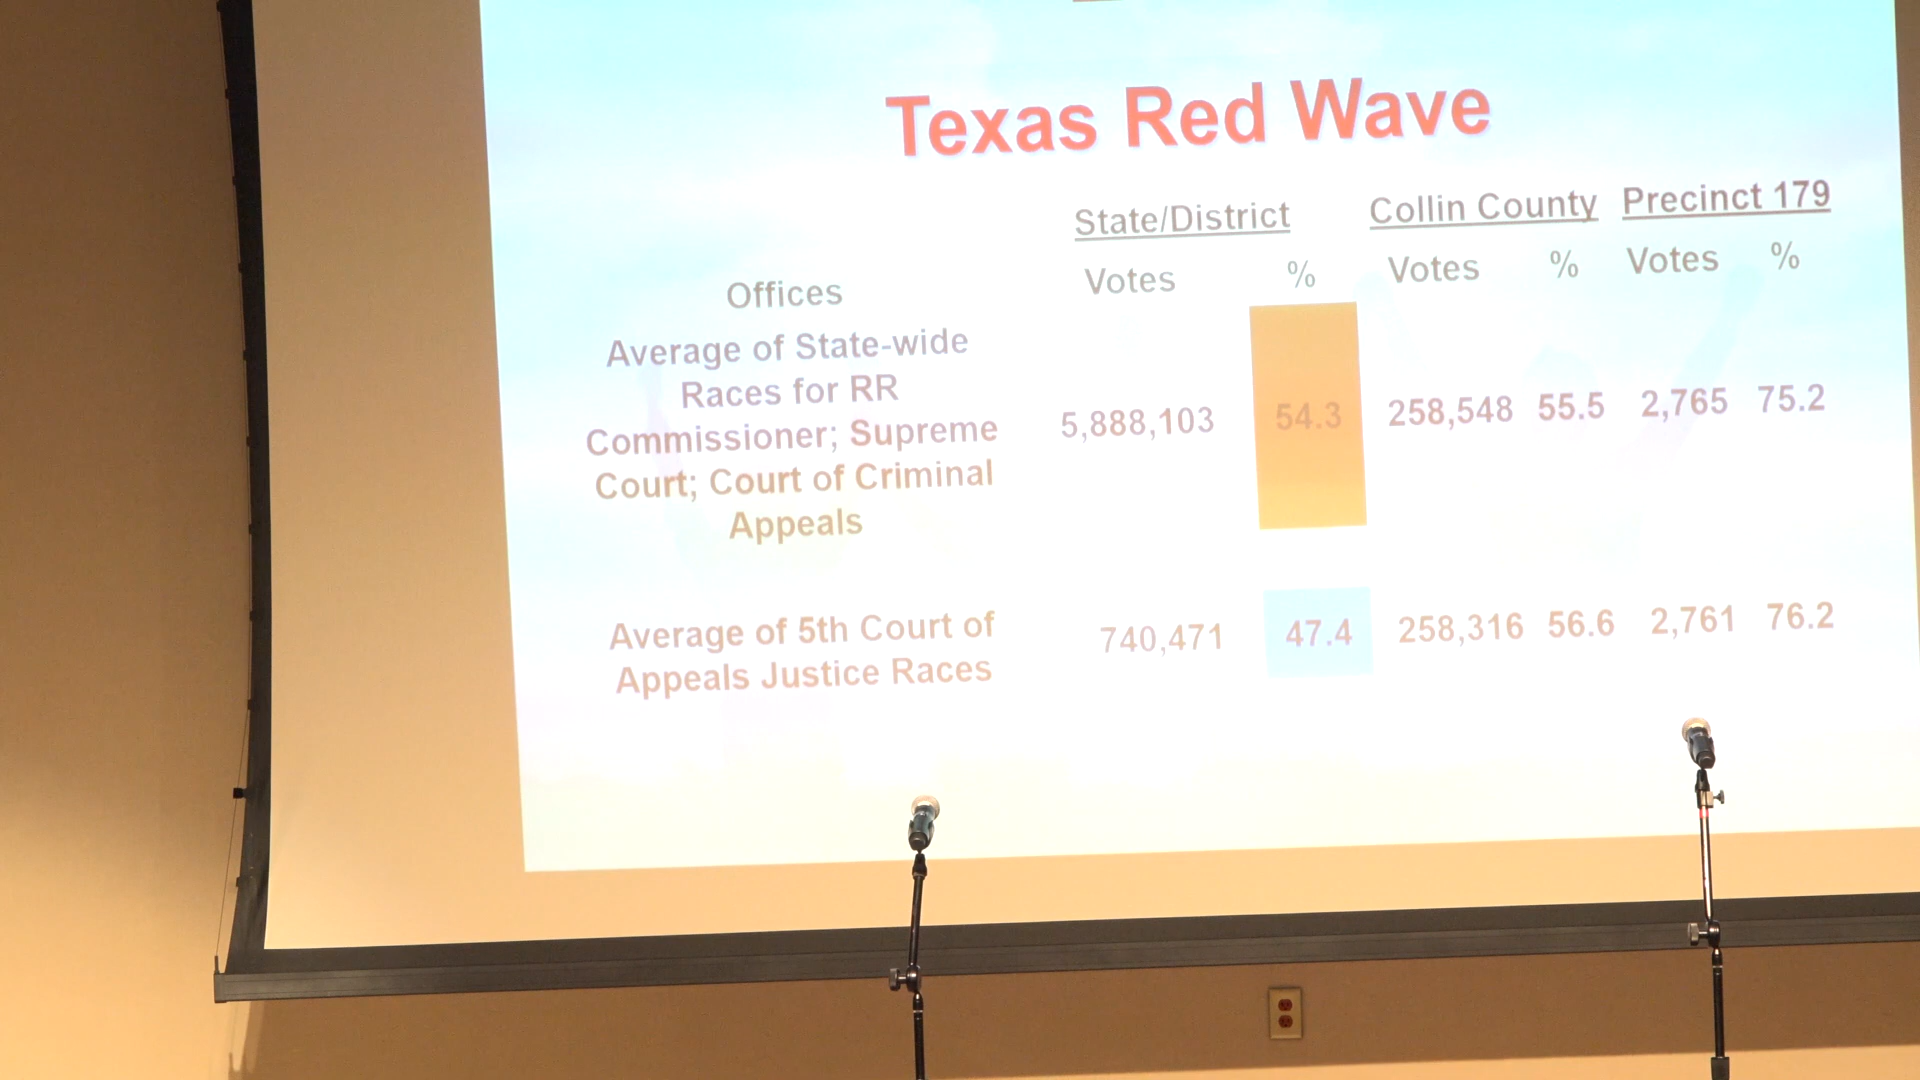 Texas Red Wave
State/District Collin County Precinct 179
Offices Votes % Votes % Votes %
Average of State-wide
Races for RR
Commissioner; Supreme
Court; Court of Criminal
Appeals
5,888,103 54.3 258,548 55.5 2,765 75.2
Average of 5th Court of
Appeals Justice Races
740,471 47.4 258,316 56.6 2,761 76.2